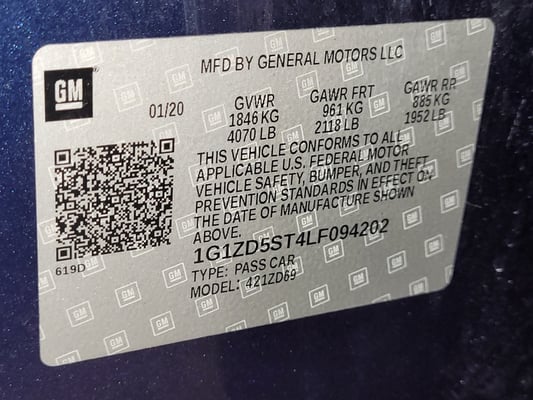 MFD BY GENERAL MOTORS LLC
GM
01/20
GVWR GAWR FRT GAWR RR
1846 KG 961 KG 885 KG
4070 LB 2118 LB 1952 LB
THIS VEHICLE CONFORMS TO ALL
APPLICABLE U.S. FEDERAL MOTOR
VEHICLE SAFETY, BUMPER, AND THEFT
PREVENTION STANDARDS IN EFFECT ON
THE DATE OF MANUFACTURE SHOWN
ABOVE.
619D
1G1ZD5ST4LF094202
TYPE: PASS CAR
MODEL: 421ZD69